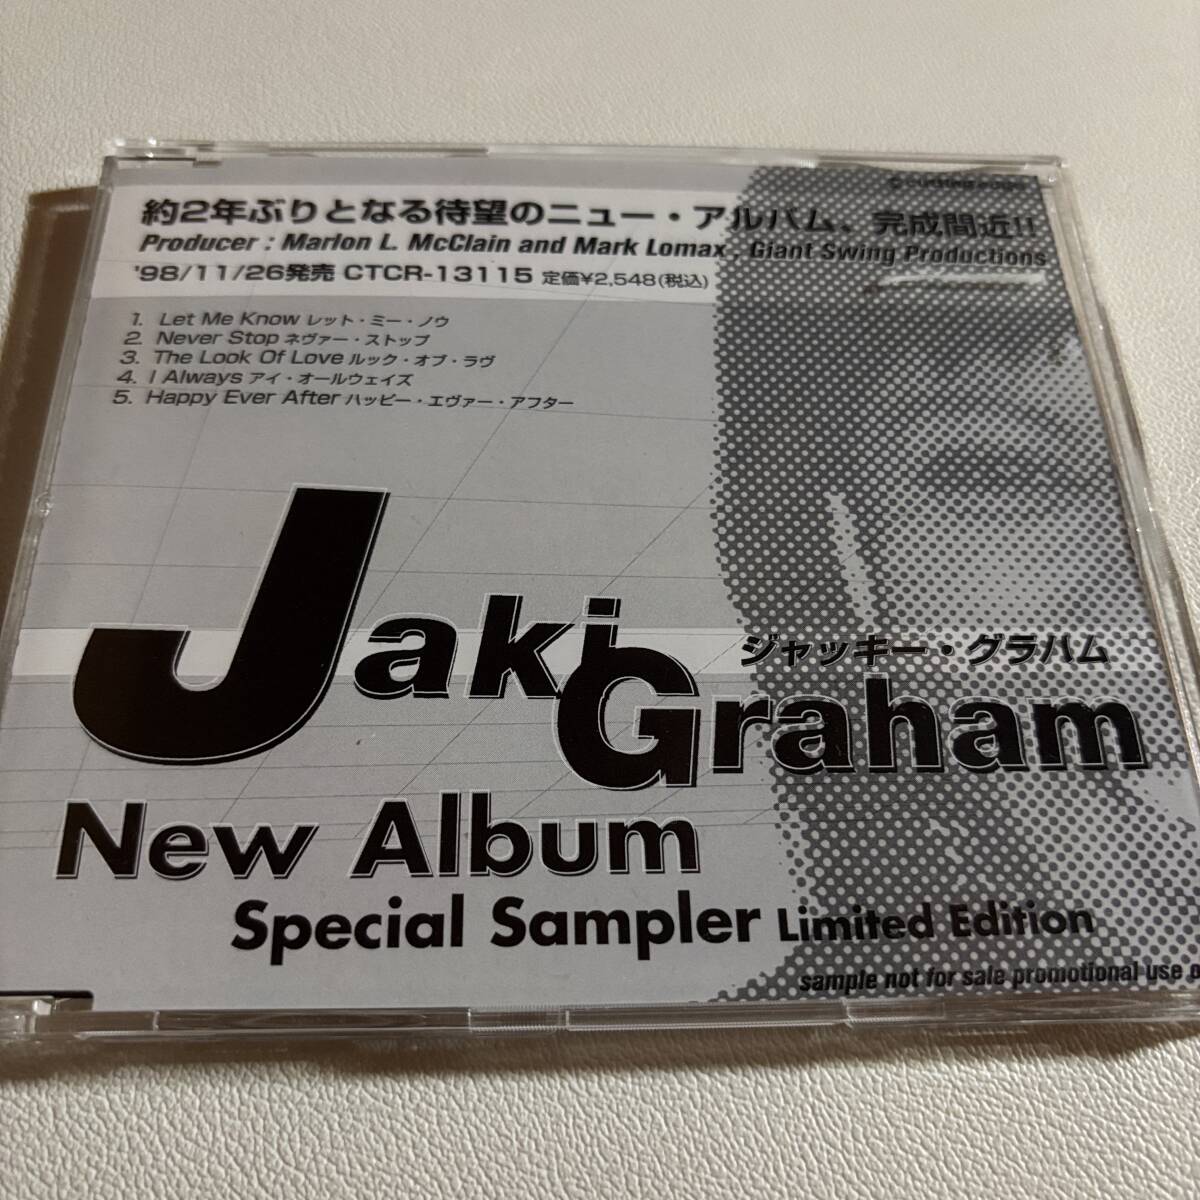 約2年ぶりとなる待望のニュー・アルバム、完成間近!!
Producer : Marlon L. McClain and Mark Lomax , Giant Swing Productions
'98/11/26発売 CTCR-13115 定価¥2,548(税込)
1. Let Me Know レット・ミー・ノウ
2. Never Stop ネヴァー・ストップ
3. The Look Of Love ルック・オブ・ラヴ
4. I Always アイ・オールウェイズ
5. Happy Ever After ハッピー・エヴァー・アフター
ジャッキー・グラハム
Jaki Graham
New Album
Special Sampler Limited Edition
sample not for sale promotional use